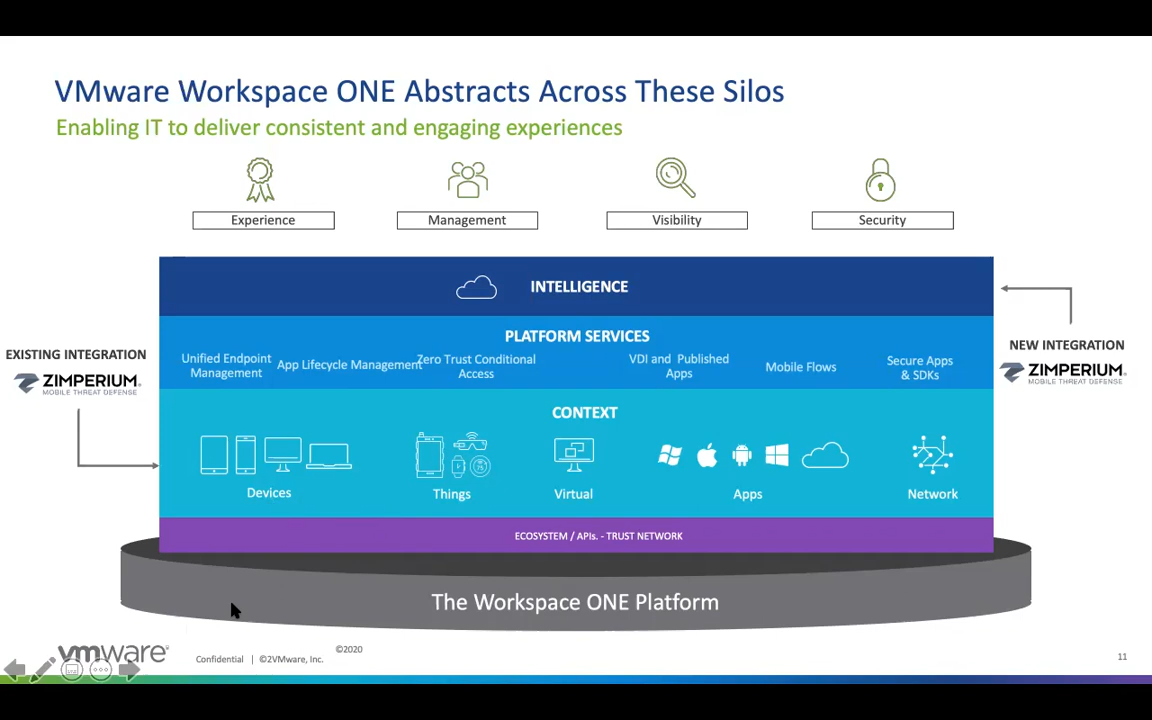 VMware Workspace ONE Abstracts Across These Silos
Enabling IT to deliver consistent and engaging experiences
Experience
Management
Visibility
Security
INTELLIGENCE
PLATFORM SERVICES
Unified Endpoint
Management
App Lifecycle Management
Zero Trust Conditional
Access
VDI and Published
Apps
Mobile Flows
Secure Apps
& SDKs
EXISTING INTEGRATION
ZIMPERIUM.
MOBILE THREAT DEFENSE
NEW INTEGRATION
ZIMPERIUM.
MOBILE THREAT DEFENSE
CONTEXT
Devices
Things
Virtual
Apps
Network
ECOSYSTEM / APIs. - TRUST NETWORK
The Workspace ONE Platform
vmware®
Confidential | ©2VMware, Inc.
©2020
11